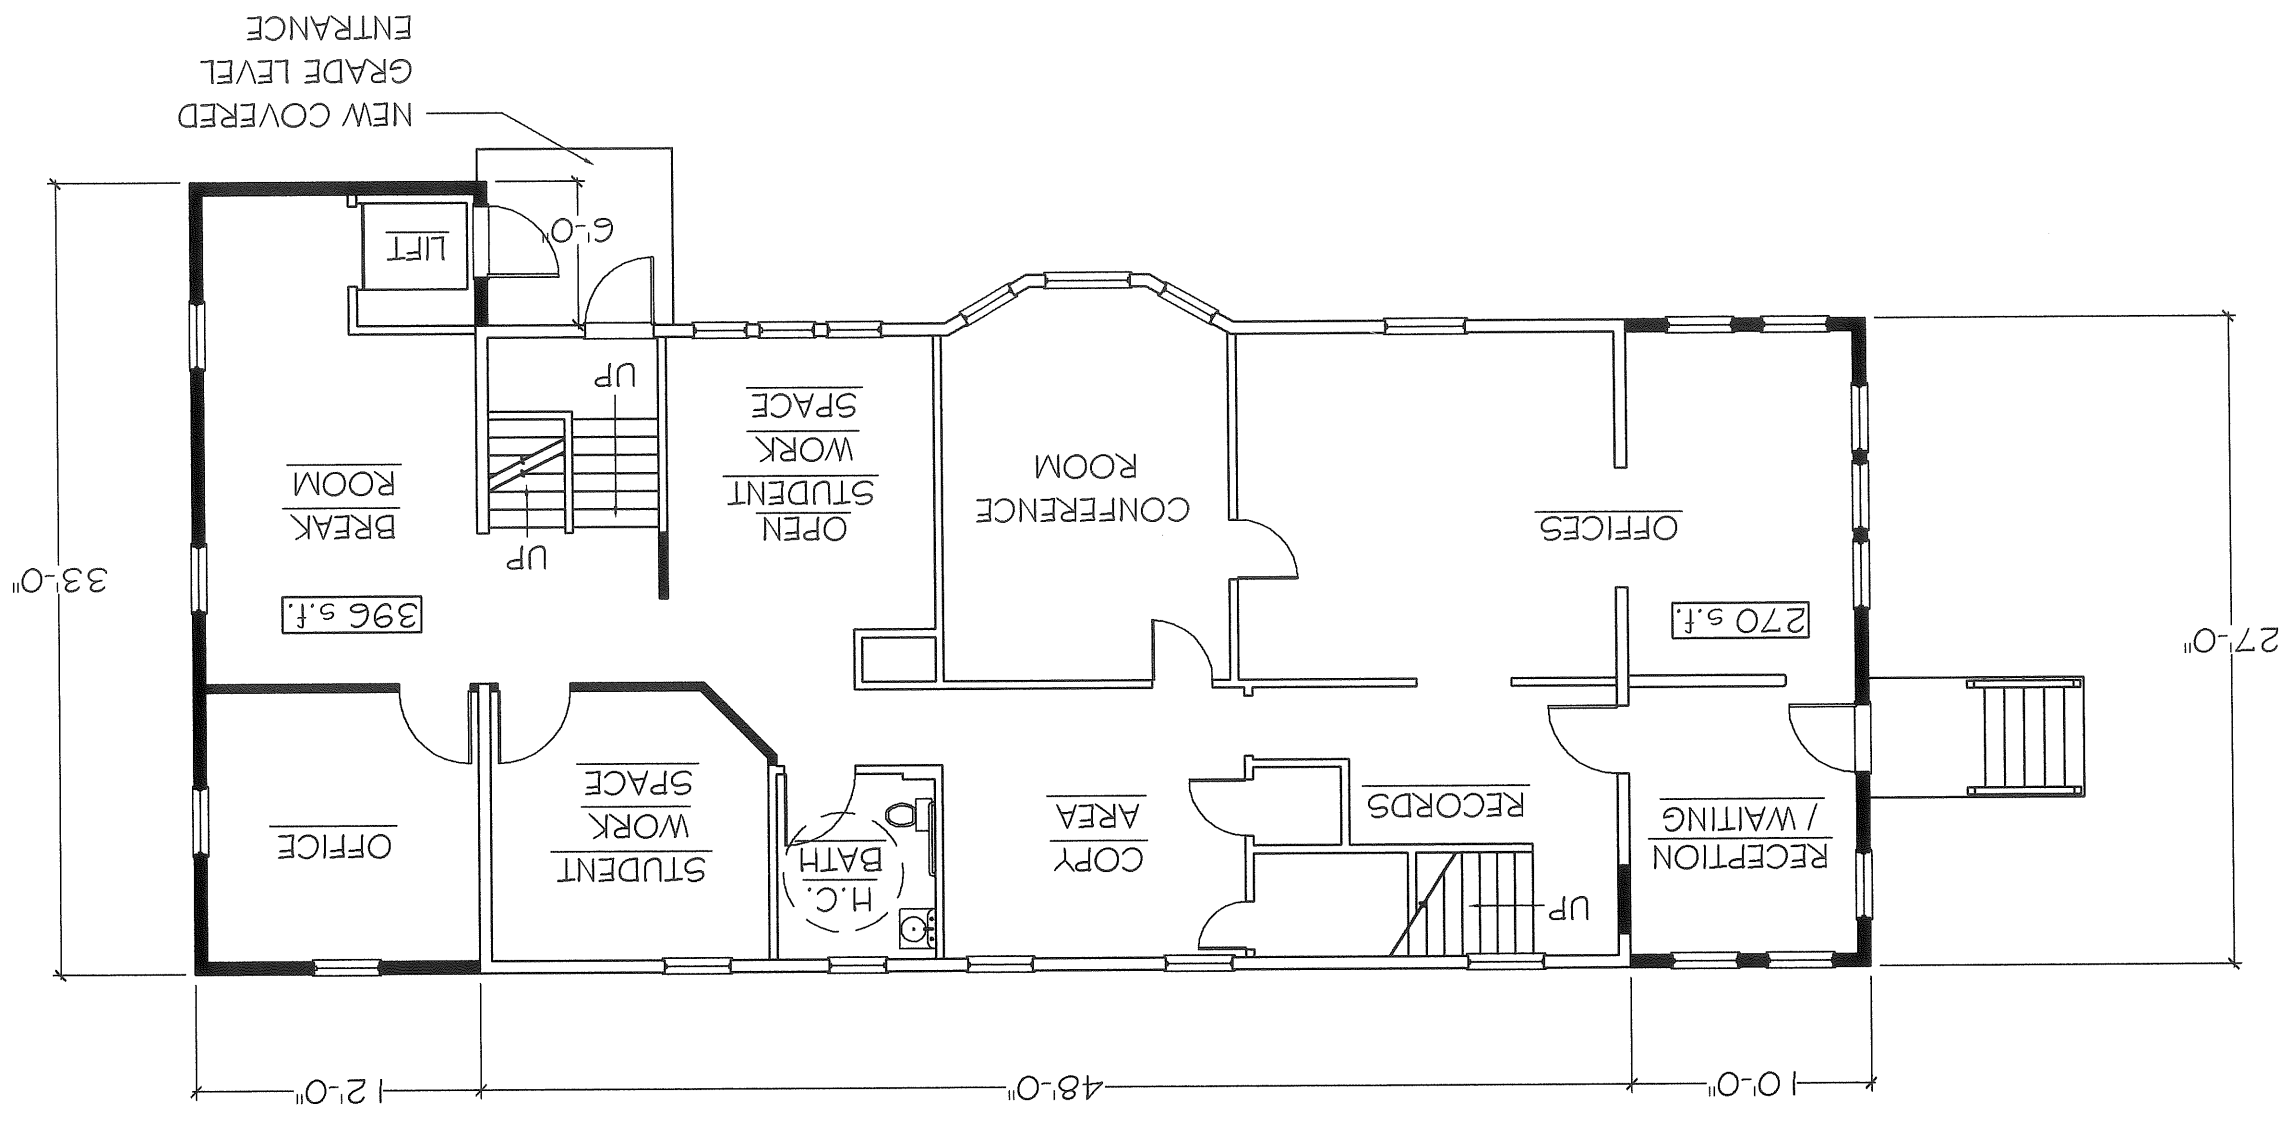 10'-0"
48'-0"
12'-0"
27'-0"
33'-0"
UP
RECEPTION
/ WAITING
RECORDS
COPY
AREA
H.C.
BATH
STUDENT
WORK
SPACE
OFFICE
270 s.f.
396 s.f.
OFFICES
CONFERENCE
ROOM
OPEN
STUDENT
WORK
SPACE
UP
UP
BREAK
ROOM
LIFT
6'-0"
NEW COVERED
GRADE LEVEL
ENTRANCE